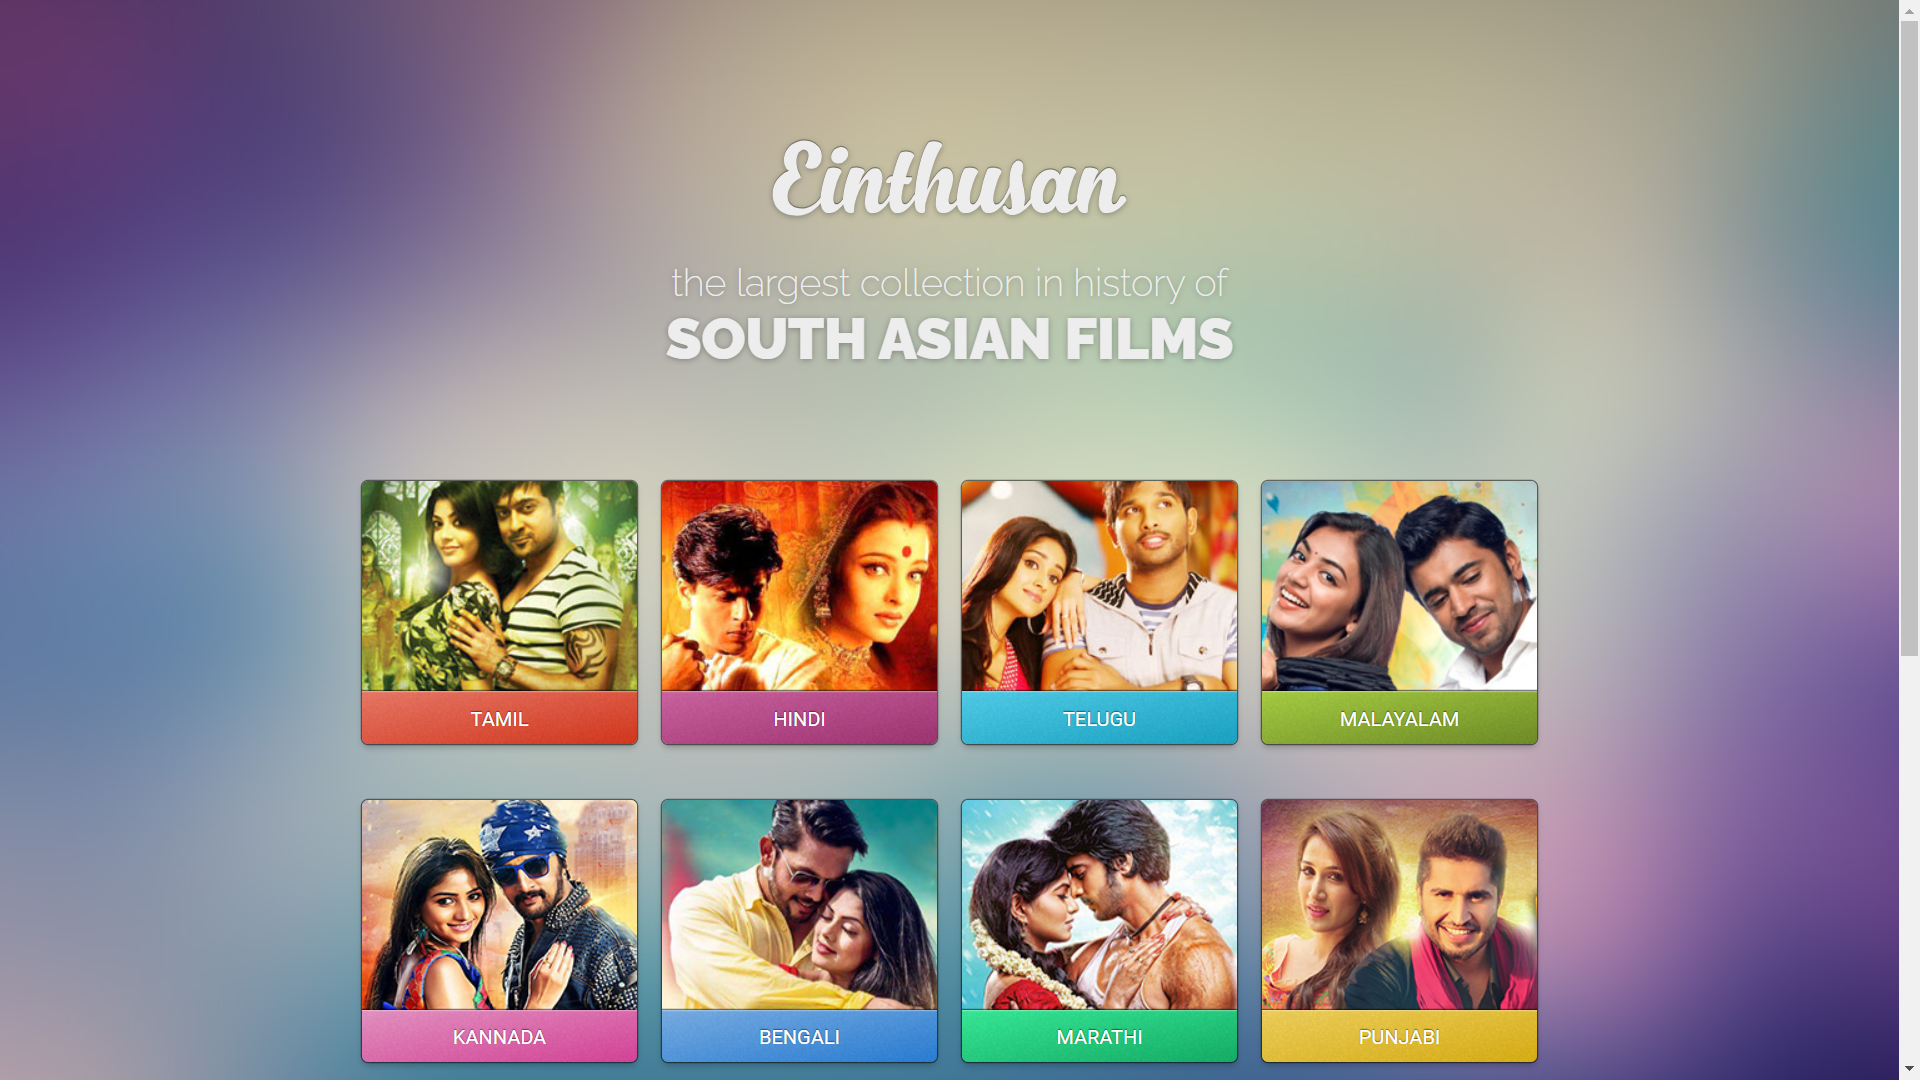 Einthusan
the largest collection in history of
SOUTH ASIAN FILMS
TAMIL
HINDI
TELUGU
MALAYALAM
KANNADA
BENGALI
MARATHI
PUNJABI